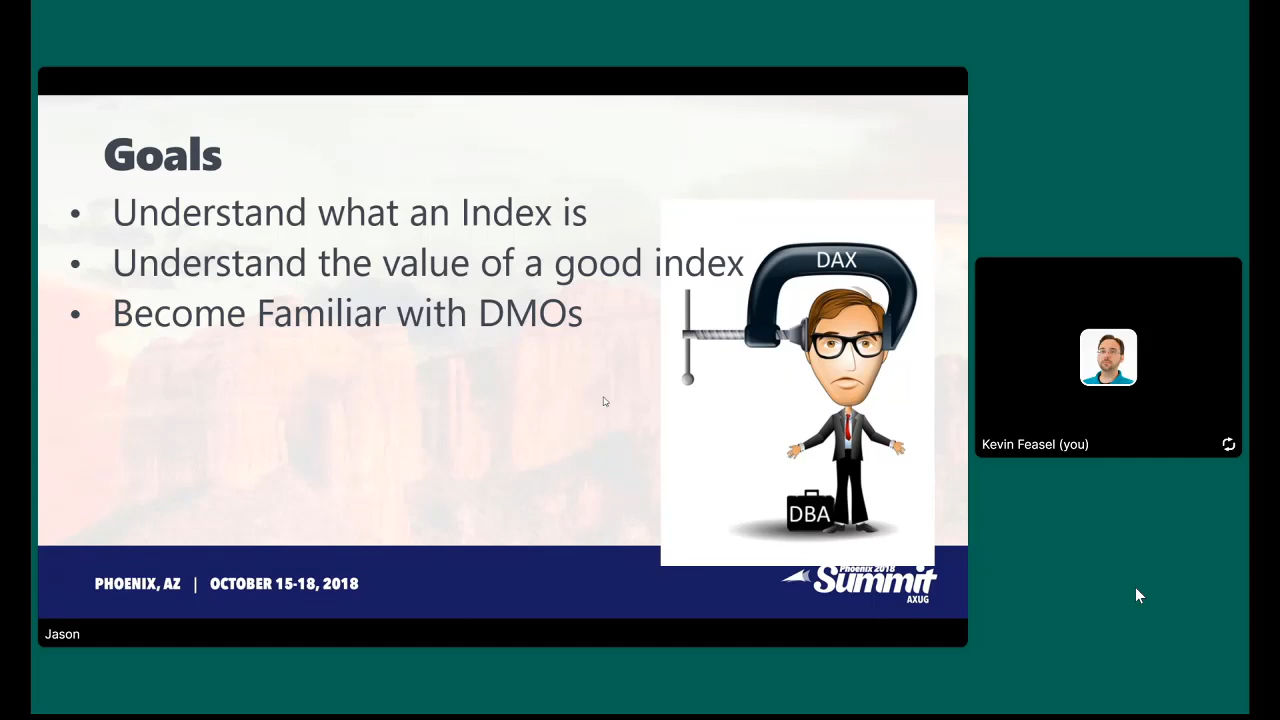 Goals
• Understand what an Index is
• Understand the value of a good index
• Become Familiar with DMOs
DAX
DBA
PHOENIX, AZ | OCTOBER 15-18, 2018
Phoenix 2018
Summit
AXUG
Jason
Kevin Feasel (you)